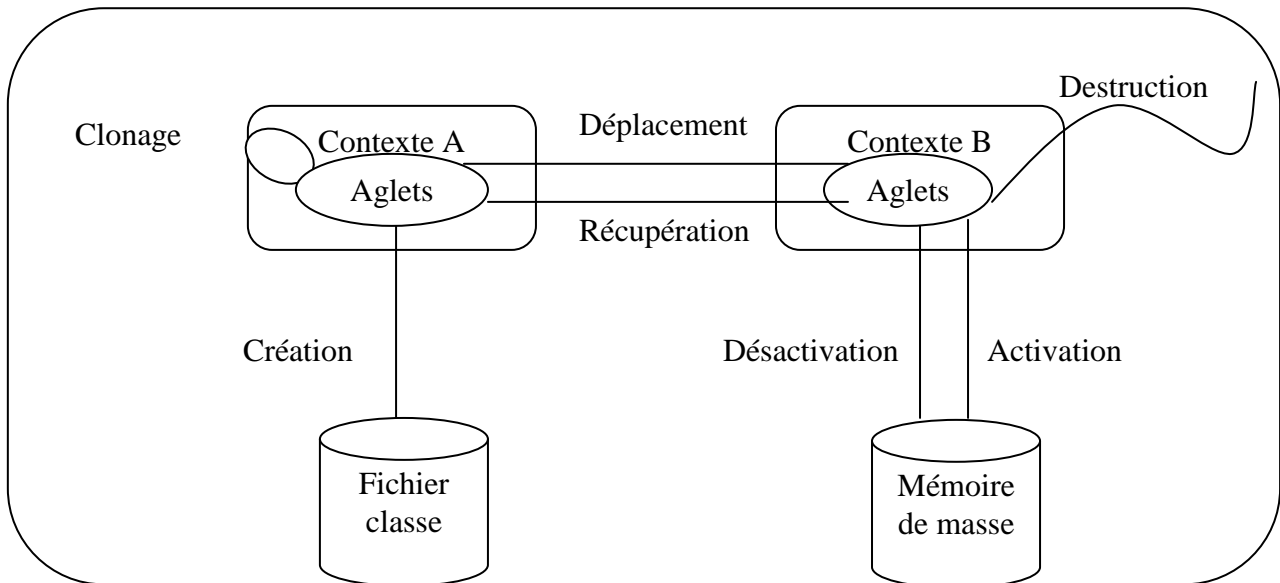 Destruction
Clonage
Contexte A
Déplacement
Contexte B
Aglets
Aglets
Récupération
Création
Désactivation
Activation
Fichier
classe
Mémoire
de masse